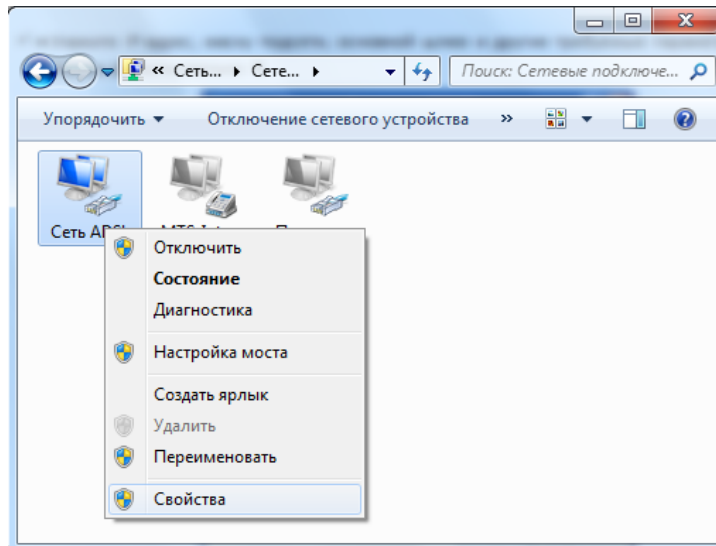 « Сеть... ▸ Сете... ▸ Поиск: Сетевые подключе...
Упорядочить Отключение сетевого устройства »
Сеть
Отключить
Состояние
Диагностика
Настройка моста
Создать ярлык
Удалить
Переименовать
Свойства